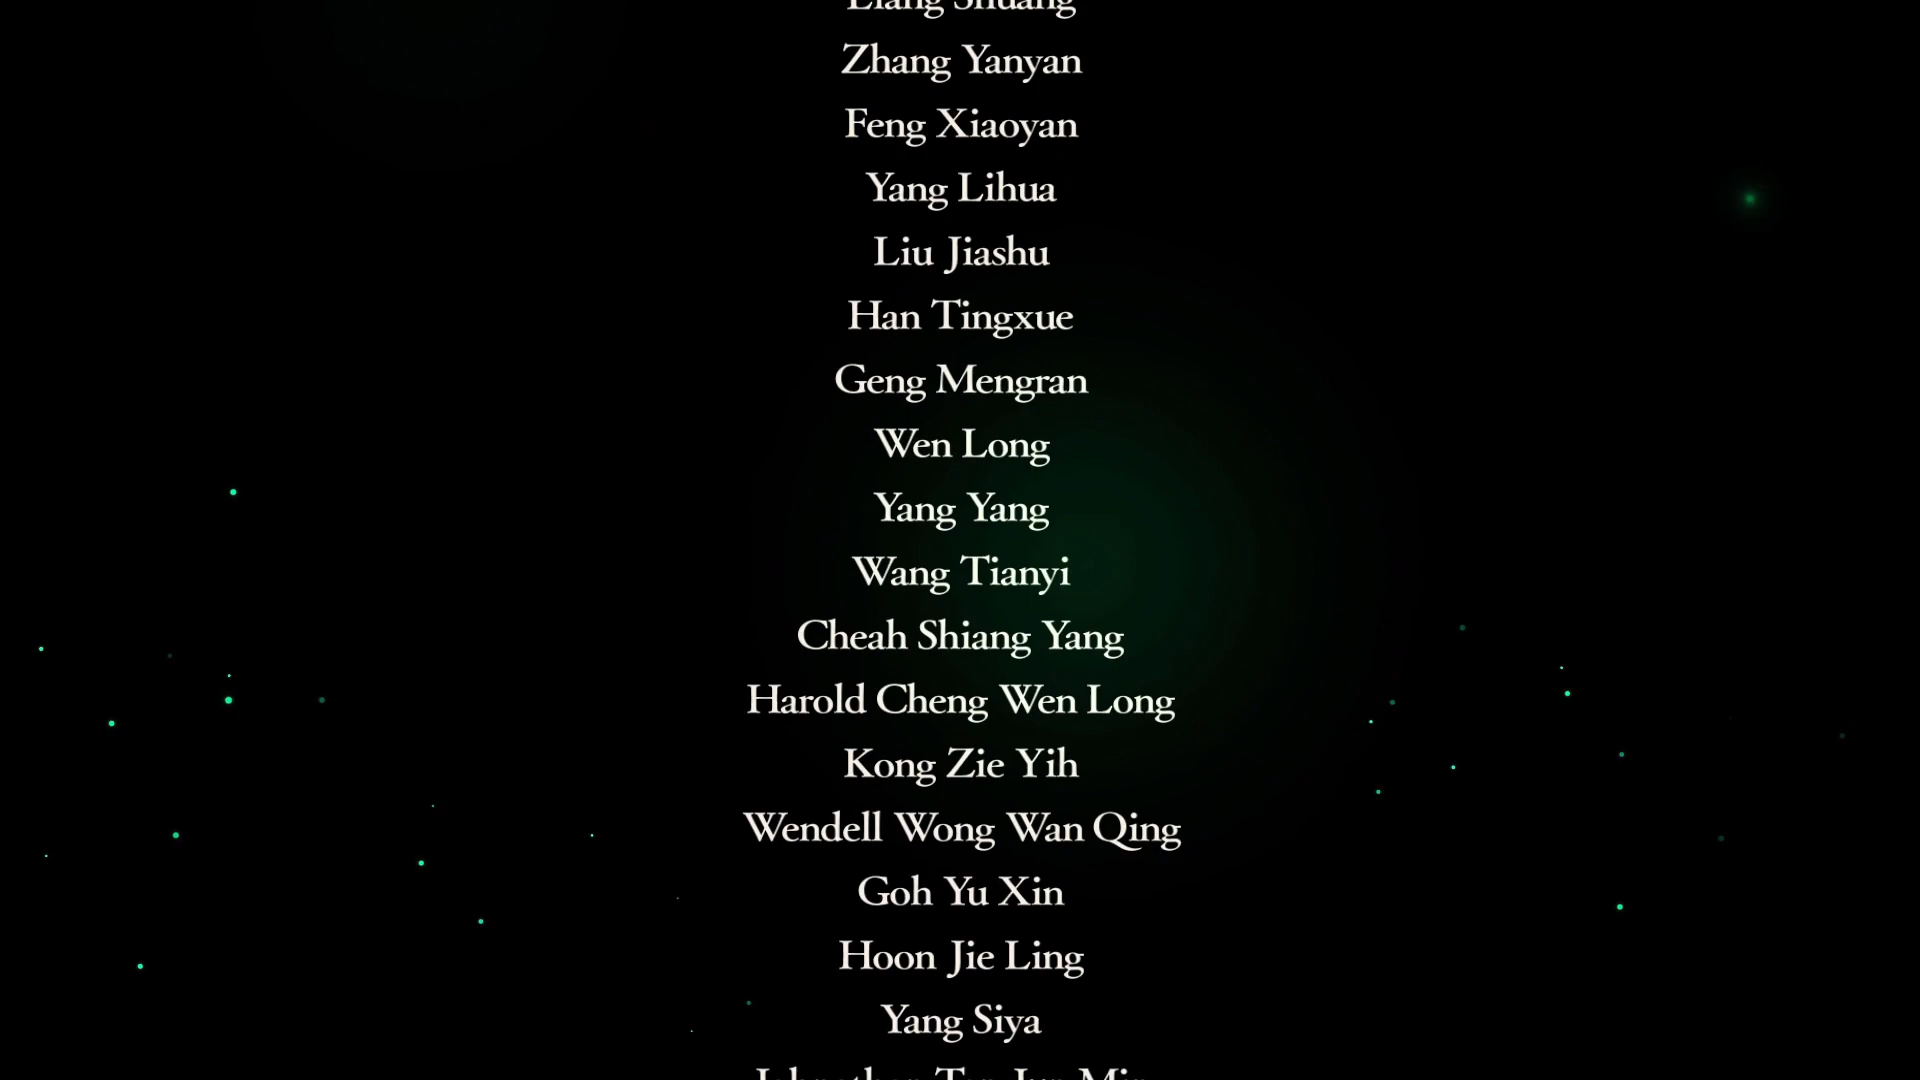 Liang Shuang
Zhang Yanyan
Feng Xiaoyan
Yang Lihua
Liu Jiashu
Han Tingxue
Geng Mengran
Wen Long
Yang Yang
Wang Tianyi
Cheah Shiang Yang
Harold Cheng Wen Long
Kong Zie Yih
Wendell Wong Wan Qing
Goh Yu Xin
Hoon Jie Ling
Yang Siya